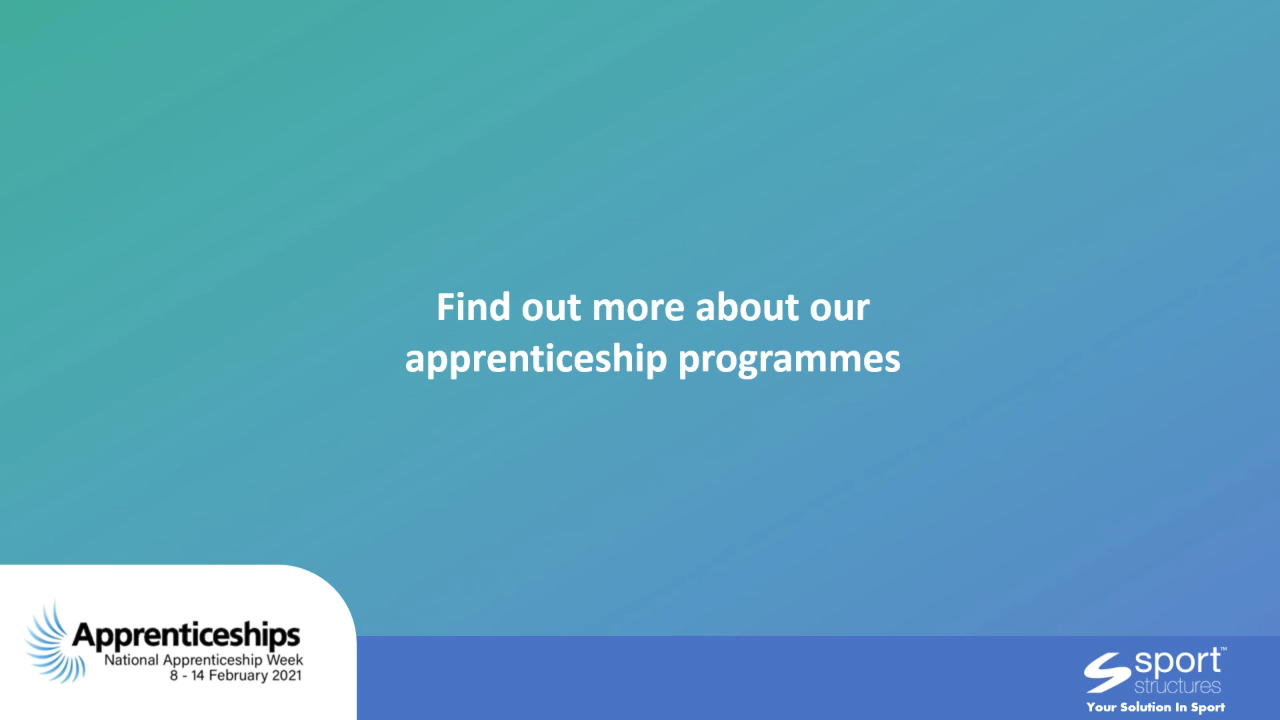 Find out more about our
apprenticeship programmes
Apprenticeships
National Apprenticeship Week
8 - 14 February 2021
sport™
structures
Your Solution In Sport